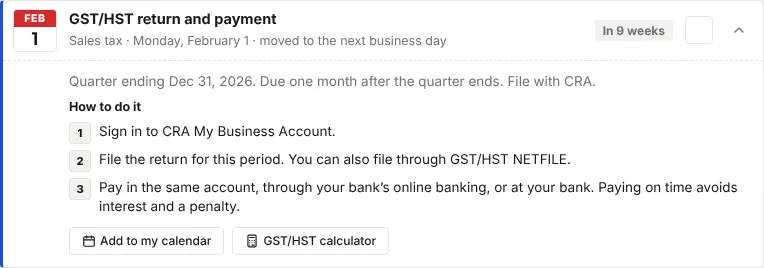 FEB
1
GST/HST return and payment
Sales tax · Monday, February 1 · moved to the next business day
In 9 weeks
Quarter ending Dec 31, 2026. Due one month after the quarter ends. File with CRA.
How to do it
1 Sign in to CRA My Business Account.
2 File the return for this period. You can also file through GST/HST NETFILE.
3 Pay in the same account, through your bank’s online banking, or at your bank. Paying on time avoids
interest and a penalty.
Add to my calendar
GST/HST calculator